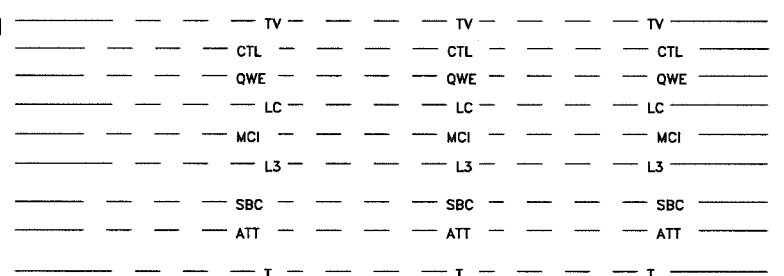 TV TV TV
CTL CTL CTL
QWE QWE QWE
LC LC LC
MCI MCI MCI
L3 L3 L3
SBC SBC SBC
ATT ATT ATT
T T T